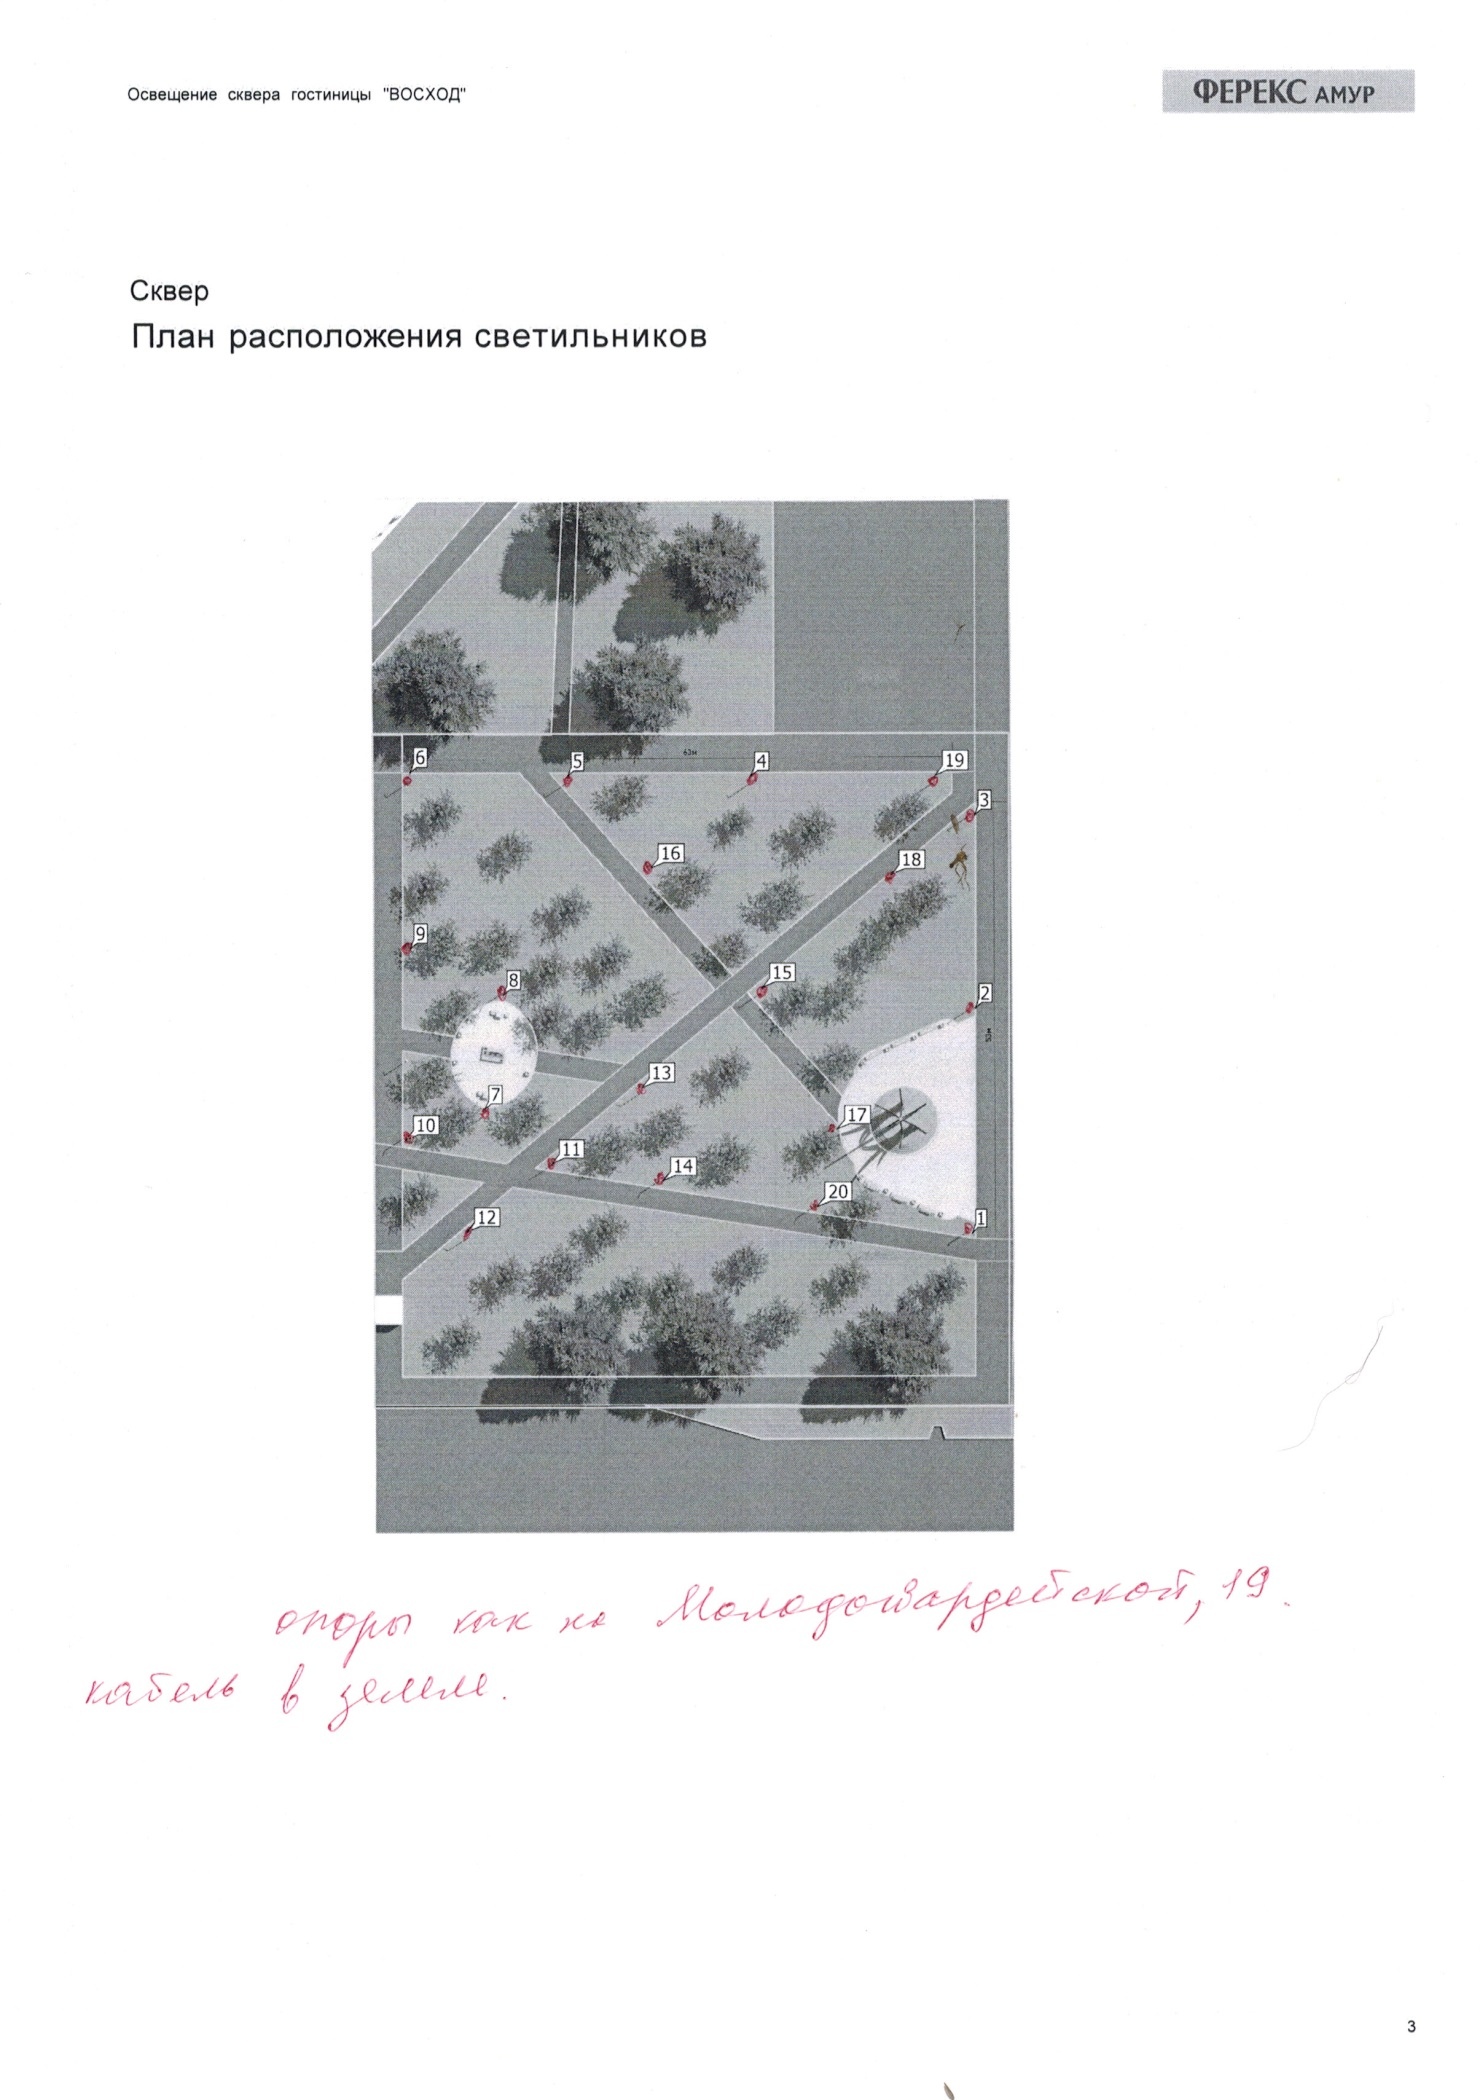 Освещение сквера гостиницы "ВОСХОД"
ФЕРЕКС АМУР
Сквер
План расположения светильников
6
5
63м
4
19
3
16
18
9
8
15
2
53м
13
7
10
17
11
14
20
12
1
опоры как на Молодогвардейской, 19.
кабель в земле.
3